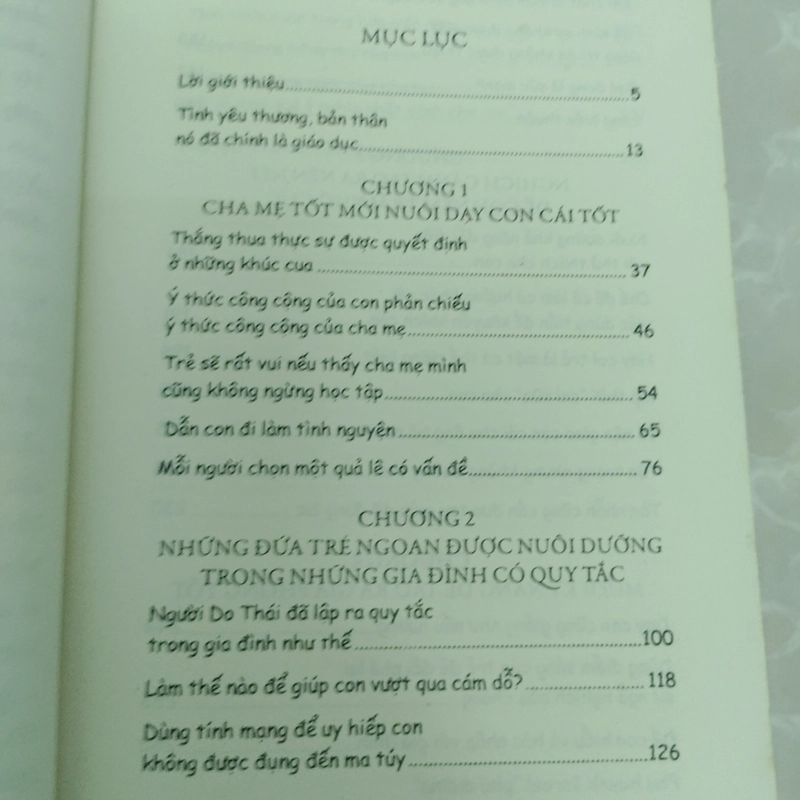 MỤC LỤC
Lời giới thiệu..........5
Tình yêu thương, bản thân
nó đã chính là giáo dục..........13
CHƯƠNG 1
CHA MẸ TỐT MỚI NUÔI DẠY CON CÁI TỐT
Thắng thua thực sự được quyết định
ở những khúc cua..........37
Ý thức công cộng của con phản chiếu
ý thức công cộng của cha mẹ..........46
Trẻ sẽ rất vui nếu thấy cha mẹ mình
cũng không ngừng học tập..........54
Dẫn con đi làm tình nguyện..........65
Mỗi người chọn một quả lê có vấn đề..........76
CHƯƠNG 2
NHỮNG ĐỨA TRẺ NGOAN ĐƯỢC NUÔI DƯỠNG
TRONG NHỮNG GIA ĐÌNH CÓ QUY TẮC
Người Do Thái đã lập ra quy tắc
trong gia đình như thế..........100
Làm thế nào để giúp con vượt qua cám dỗ?..........118
Dùng tính mạng để uy hiếp con
không được đụng đến ma túy..........126